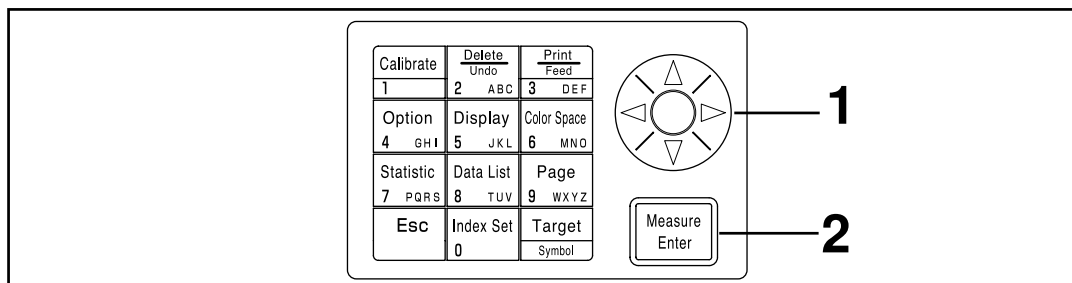 Calibrate
1
Delete
Undo
2 ABC
Print
Feed
3 DEF
Option
4 GHI
Display
5 JKL
Color Space
6 MNO
Statistic
7 PQRS
Data List
8 TUV
Page
9 WXYZ
Esc
Index Set
0
Target
Symbol
1
Measure
Enter
2